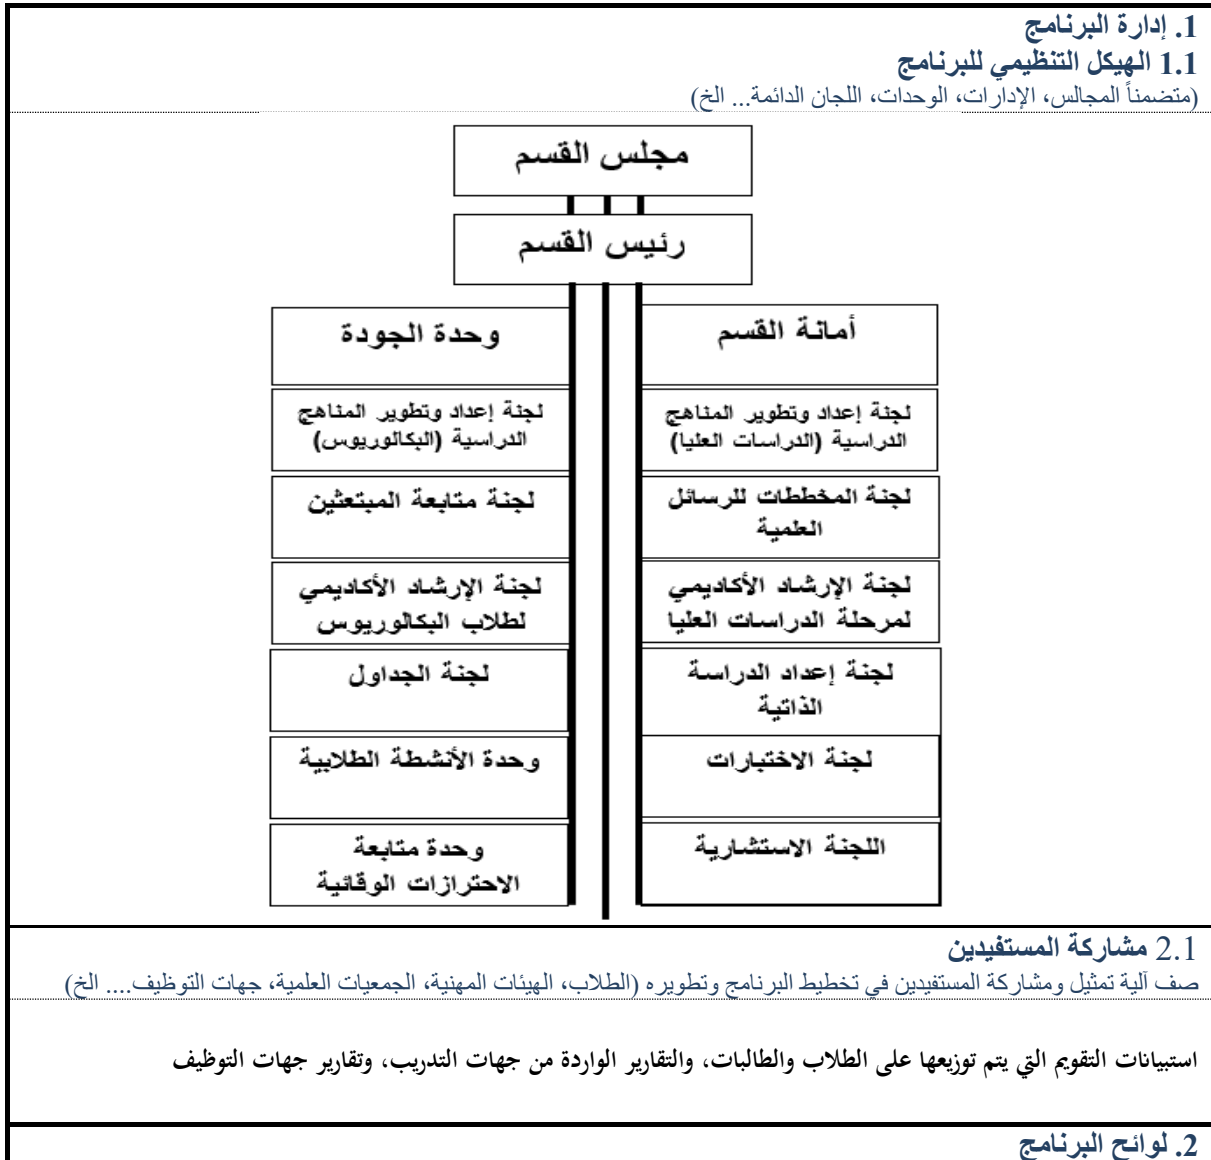 1. إدارة البرنامج
1.1 الهيكل التنظيمي للبرنامج
(متضمناً المجالس، الإدارات، الوحدات، اللجان الدائمة... الخ)
مجلس القسم
رئيس القسم
أمانة القسم
لجنة إعداد وتطوير المناهج
الدراسية (الدراسات العليا)
لجنة المخططات للرسائل
العلمية
لجنة الإرشاد الأكاديمي
لمرحلة الدراسات العليا
لجنة إعداد الدراسة
الذاتية
لجنة الاختبارات
اللجنة الاستشارية
وحدة الجودة
لجنة إعداد وتطوير المناهج
الدراسية (البكالوريوس)
لجنة متابعة المبتعثين
لجنة الإرشاد الأكاديمي
لطلاب البكالوريوس
لجنة الجداول
وحدة الأنشطة الطلابية
وحدة متابعة
الاحترازات الوقائية
2.1 مشاركة المستفيدين
صف آلية تمثيل ومشاركة المستفيدين في تخطيط البرنامج وتطويره (الطلاب، الهيئات المهنية، الجمعيات العلمية، جهات التوظيف.... الخ)
استبيانات التقويم التي يتم توزيعها على الطلاب والطالبات، والتقارير الواردة من جهات التدريب، وتقارير جهات التوظيف
2. لوائح البرنامج